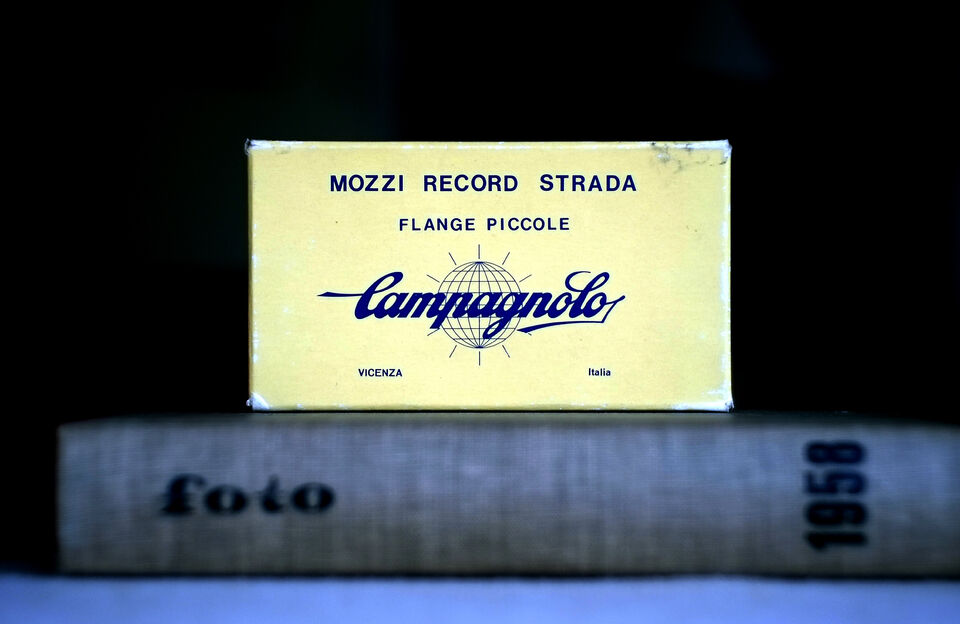 MOZZI RECORD STRADA
FLANGE PICCOLE
Campagnolo
VICENZA Italia
foto 1958